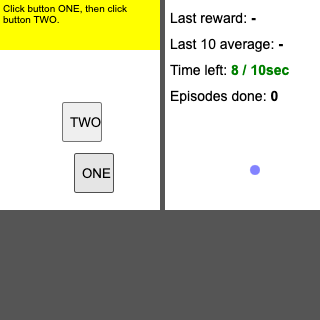 Click button ONE, then click
button TWO.
TWO
ONE
Last reward: -
Last 10 average: -
Time left: 8 / 10sec
Episodes done: 0